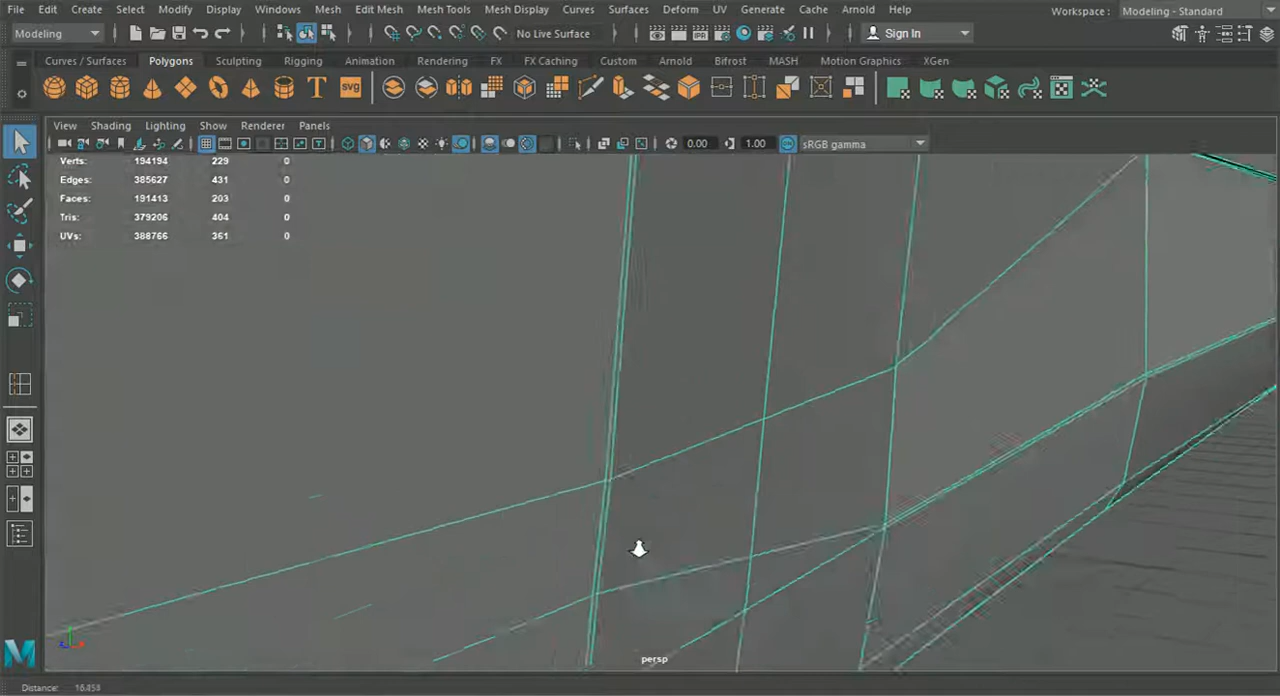 File Edit Create Select Modify Display Windows Mesh Edit Mesh Mesh Tools Mesh Display Curves Surfaces Deform UV Generate Cache Arnold Help Workspace: Modeling - Standard
Modeling No Live Surface Sign In
Curves / Surfaces Polygons Sculpting Rigging Animation Rendering FX FX Caching Custom Arnold Bifrost MASH Motion Graphics XGen
T SVG
View Shading Lighting Show Renderer Panels
0.00 1.00 sRGB gamma
Verts: 194194 229 0
Edges: 385627 431 0
Faces: 191413 203 0
Tris: 379206 404 0
UVs: 388766 361 0
persp
Distance: 16.858